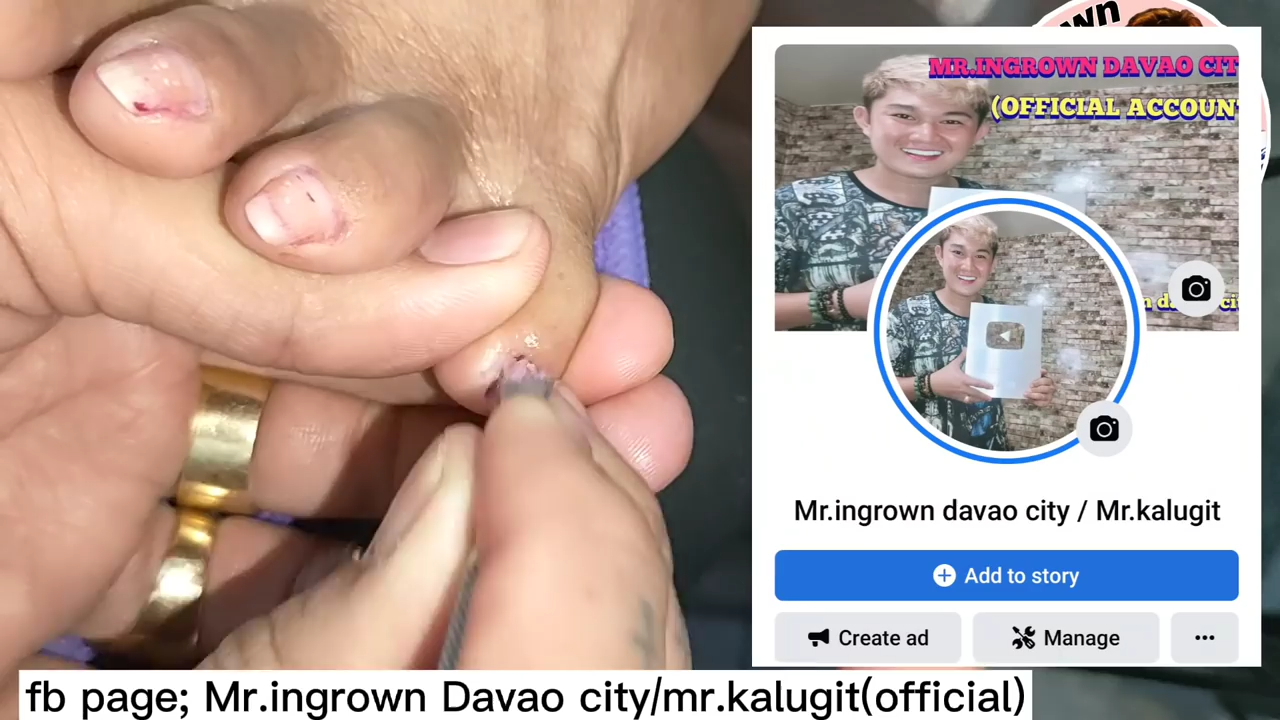 wn
MR.INGROWN DAVAO CIT
(OFFICIAL ACCOUN
Mr.ingrown davao city / Mr.kalugit
Add to story
Create ad
Manage
fb page; Mr.ingrown Davao city/mr.kalugit(official)